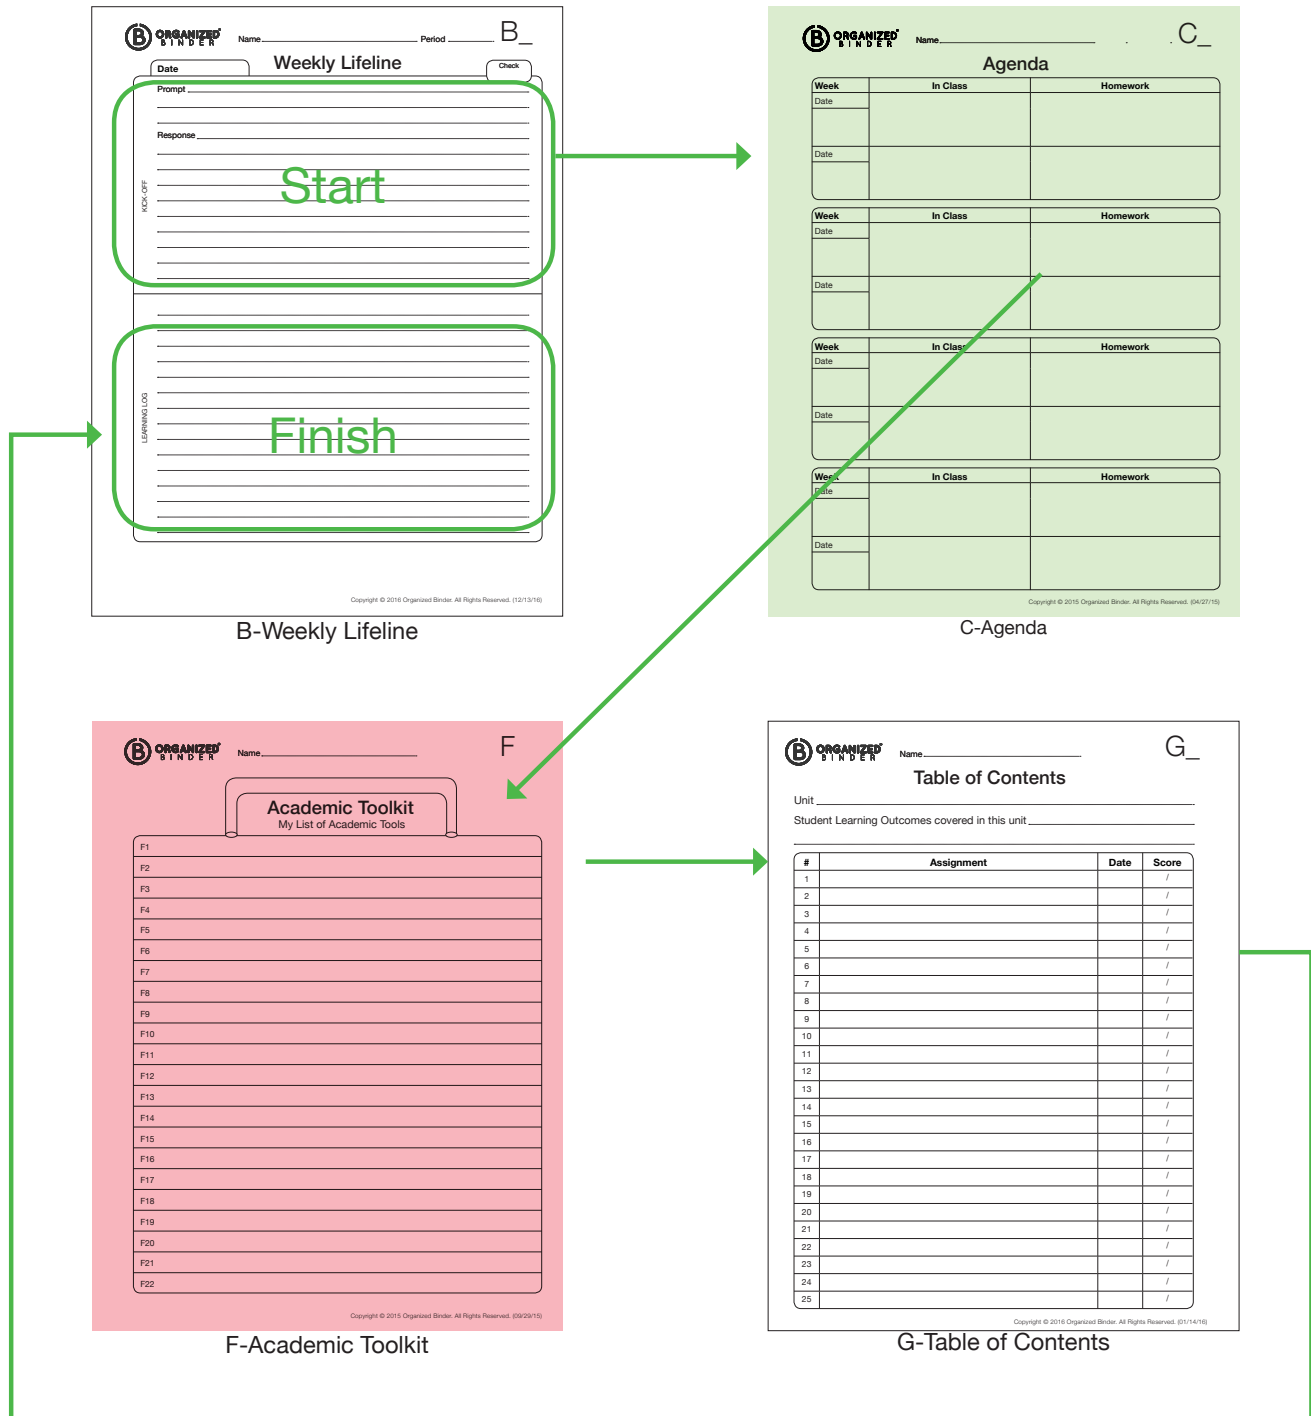 ORGANIZED BINDER Name Period B_
Weekly Lifeline
Date Check
Prompt
Response
KICK-OFF
Start
LEARNING LOG
Finish
Copyright © 2016 Organized Binder. All Rights Reserved. (12/13/16)
B-Weekly Lifeline
ORGANIZED BINDER Name C_
Agenda
Week In Class Homework
Date
Date
Week In Class Homework
Date
Date
Week In Class Homework
Date
Date
Week In Class Homework
Date
Date
Copyright © 2015 Organized Binder. All Rights Reserved. (04/27/15)
C-Agenda
ORGANIZED BINDER Name F
Academic Toolkit
My List of Academic Tools
F1
F2
F3
F4
F5
F6
F7
F8
F9
F10
F11
F12
F13
F14
F15
F16
F17
F18
F19
F20
F21
F22
Copyright © 2015 Organized Binder. All Rights Reserved. (09/29/15)
F-Academic Toolkit
ORGANIZED BINDER Name G_
Table of Contents
Unit
Student Learning Outcomes covered in this unit
# Assignment Date Score
1 /
2 /
3 /
4 /
5 /
6 /
7 /
8 /
9 /
10 /
11 /
12 /
13 /
14 /
15 /
16 /
17 /
18 /
19 /
20 /
21 /
22 /
23 /
24 /
25 /
Copyright © 2016 Organized Binder. All Rights Reserved. (01/14/16)
G-Table of Contents